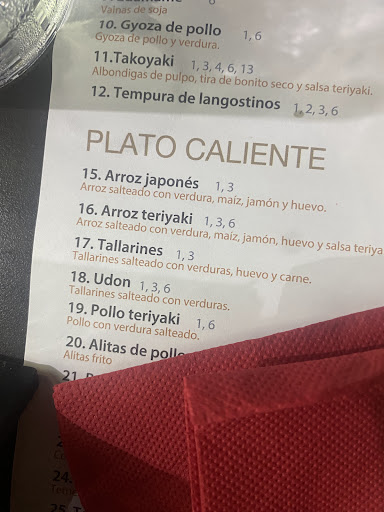 Vainas de soja
10. Gyoza de pollo 1, 6
Gyoza de pollo y verdura.
11.Takoyaki 1, 3, 4, 6, 13
Albondigas de pulpo, tira de bonito seco y salsa teriyaki.
12. Tempura de langostinos 1, 2, 3, 6
PLATO CALIENTE
15. Arroz japonés 1, 3
Arroz salteado con verdura, maíz, jamón y huevo.
16. Arroz teriyaki 1, 3, 6
Arroz salteado con verdura, maíz, jamón, huevo y salsa teriya
17. Tallarines 1, 3
Tallarines salteado con verduras, huevo y carne.
18. Udon 1, 3, 6
Tallarines salteado con verduras.
19. Pollo teriyaki 1, 6
Pollo con verdura salteado.
20. Alitas de pollo
Alitas frito
21.
24.